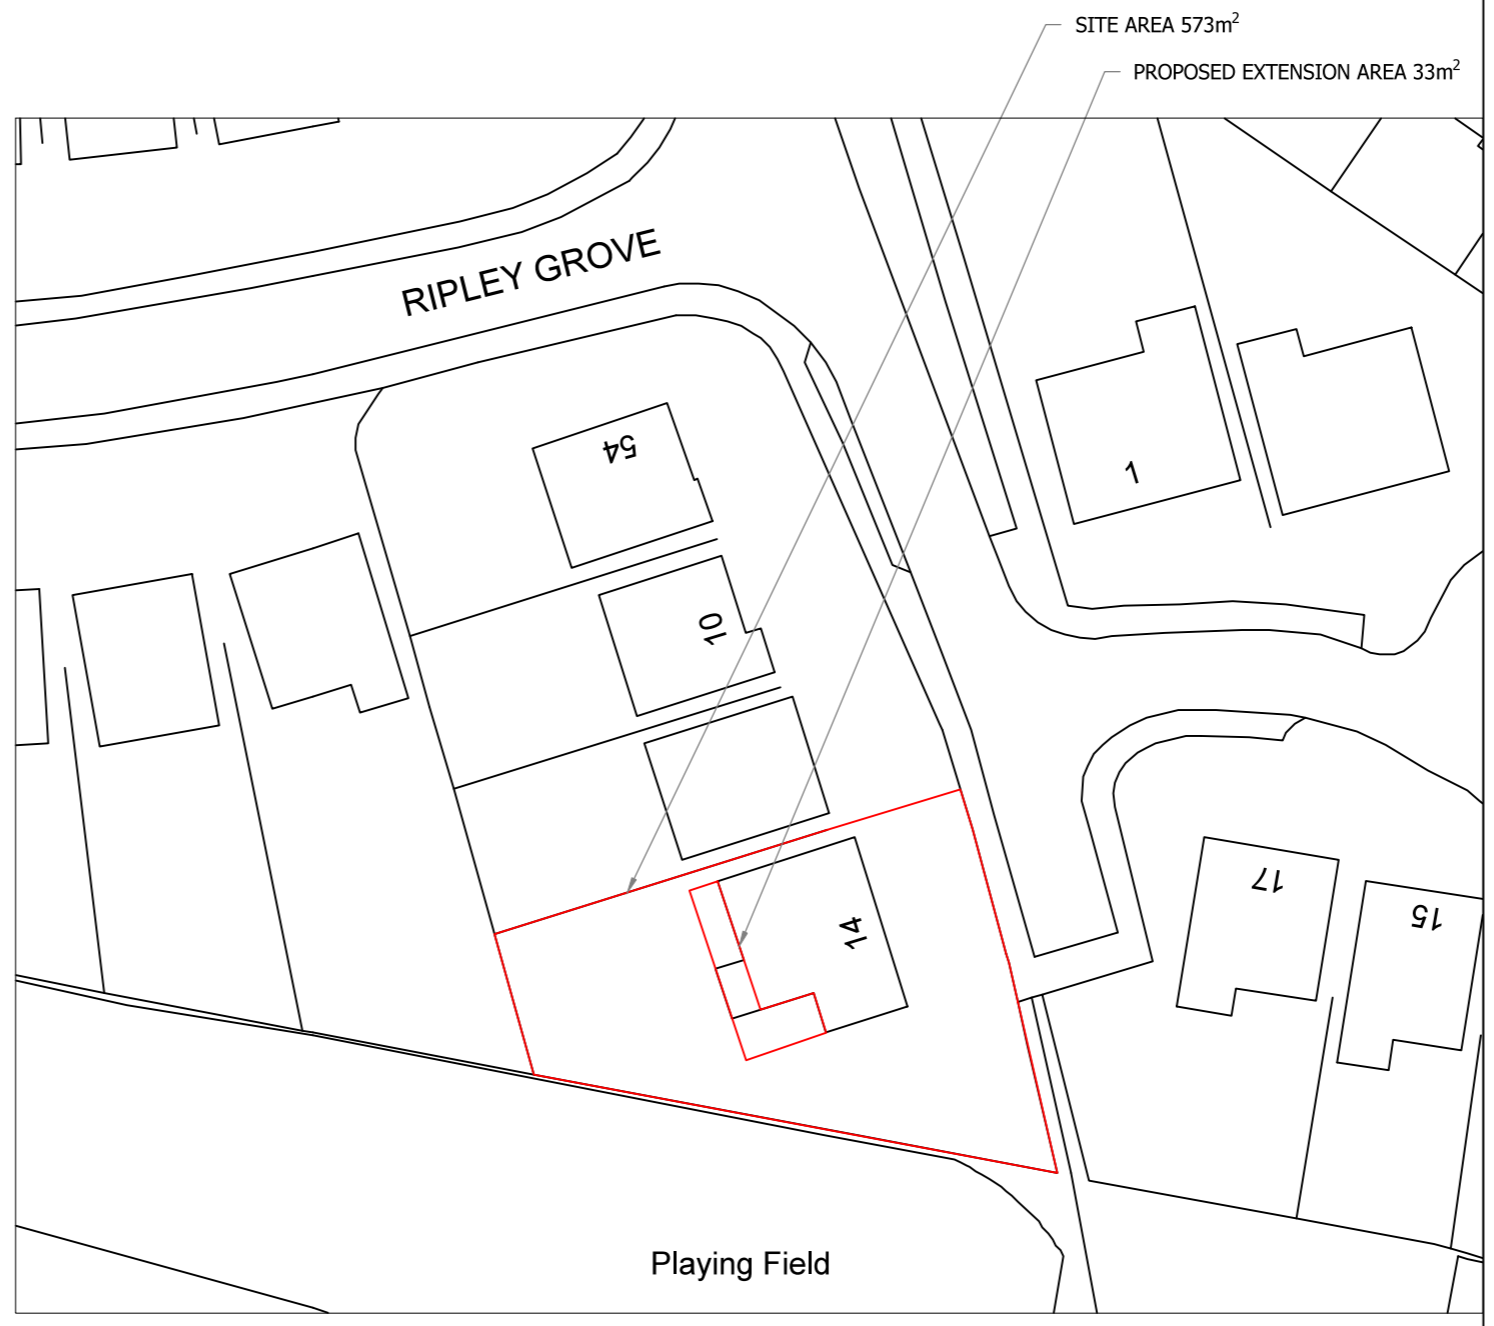 SITE AREA 573m²
PROPOSED EXTENSION AREA 33m²
RIPLEY GROVE
54
1
10
17
15
14
Playing Field